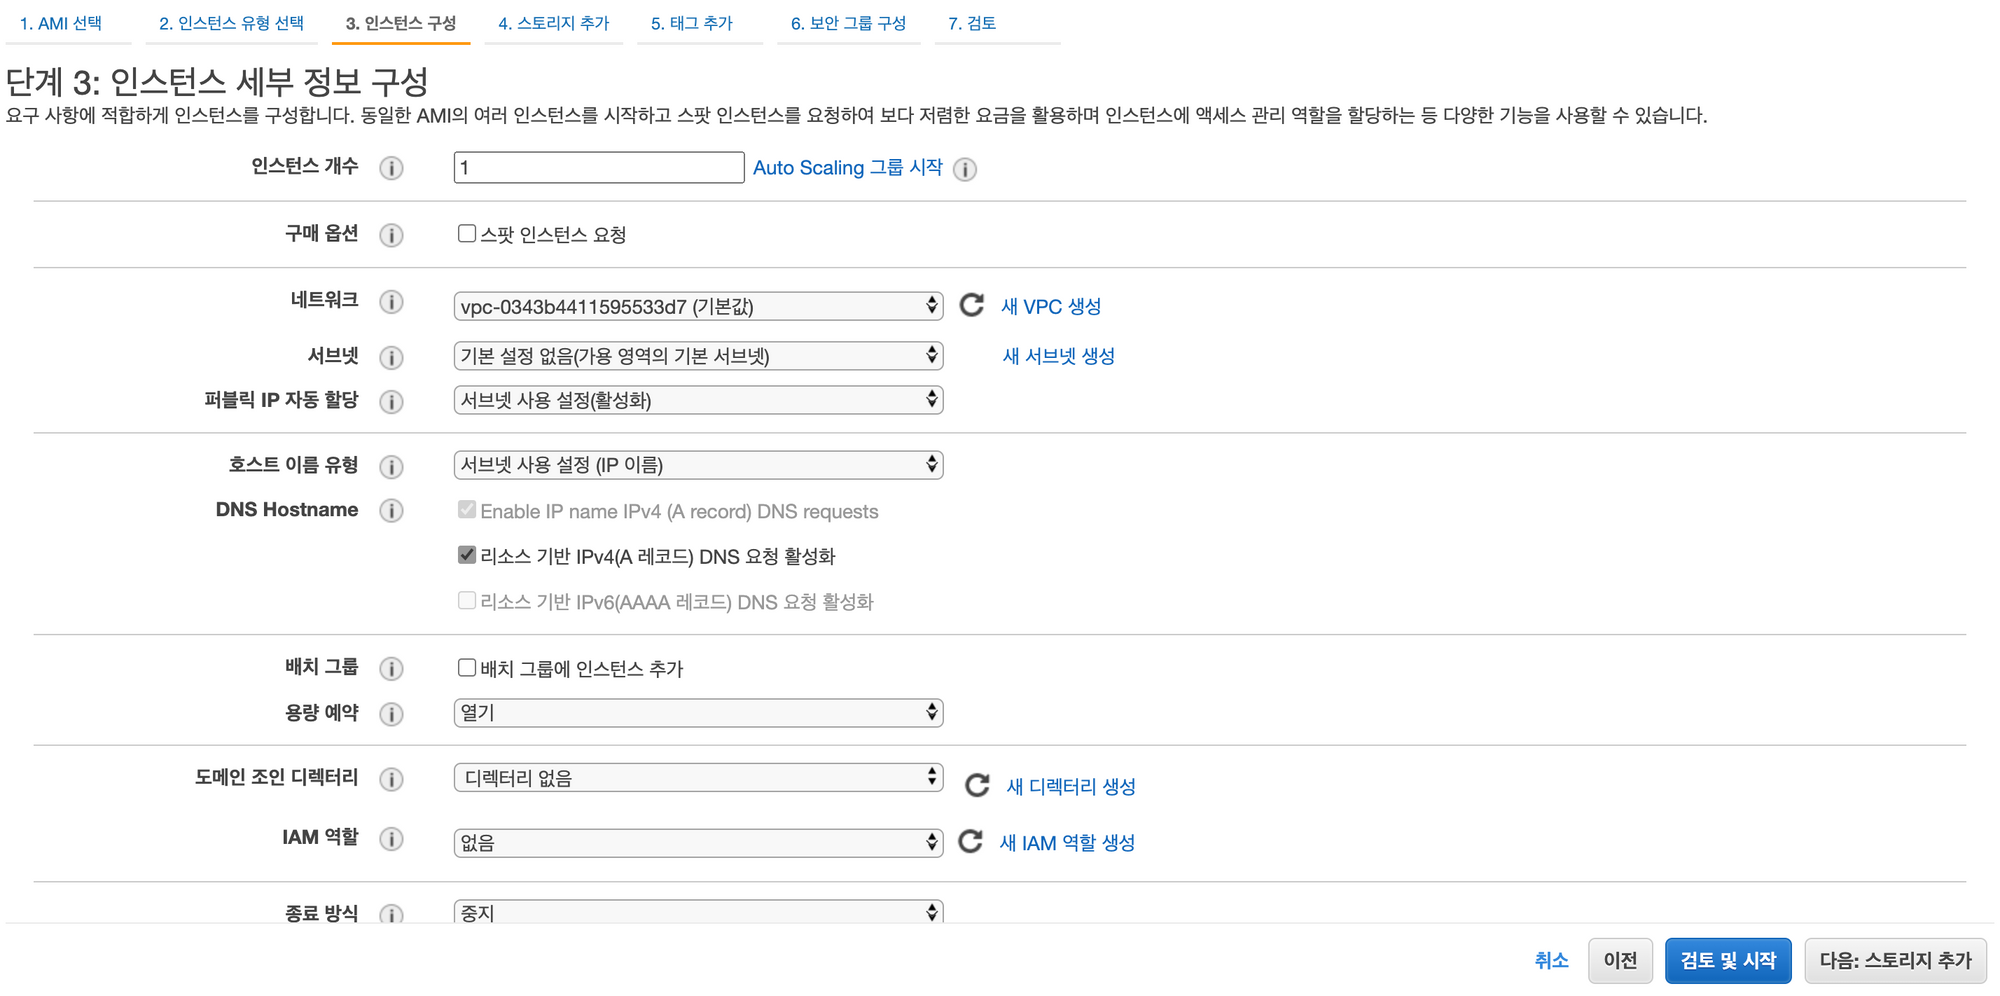 1. AMI 선택 2. 인스턴스 유형 선택 3. 인스턴스 구성 4. 스토리지 추가 5. 태그 추가 6. 보안 그룹 구성 7. 검토
단계 3: 인스턴스 세부 정보 구성
요구 사항에 적합하게 인스턴스를 구성합니다. 동일한 AMI의 여러 인스턴스를 시작하고 스팟 인스턴스를 요청하여 보다 저렴한 요금을 활용하며 인스턴스에 액세스 관리 역할을 할당하는 등 다양한 기능을 사용할 수 있습니다.
인스턴스 개수 i 1 Auto Scaling 그룹 시작 i
구매 옵션 i 스팟 인스턴스 요청
네트워크 i vpc-0343b4411595533d7 (기본값) 새 VPC 생성
서브넷 i 기본 설정 없음(가용 영역의 기본 서브넷) 새 서브넷 생성
퍼블릭 IP 자동 할당 i 서브넷 사용 설정(활성화)
호스트 이름 유형 i 서브넷 사용 설정 (IP 이름)
DNS Hostname i Enable IP name IPv4 (A record) DNS requests
리소스 기반 IPv4(A 레코드) DNS 요청 활성화
리소스 기반 IPv6(AAAA 레코드) DNS 요청 활성화
배치 그룹 i 배치 그룹에 인스턴스 추가
용량 예약 i 열기
도메인 조인 디렉터리 i 디렉터리 없음 새 디렉터리 생성
IAM 역할 i 없음 새 IAM 역할 생성
종료 방식 i 중지
취소 이전 검토 및 시작 다음: 스토리지 추가